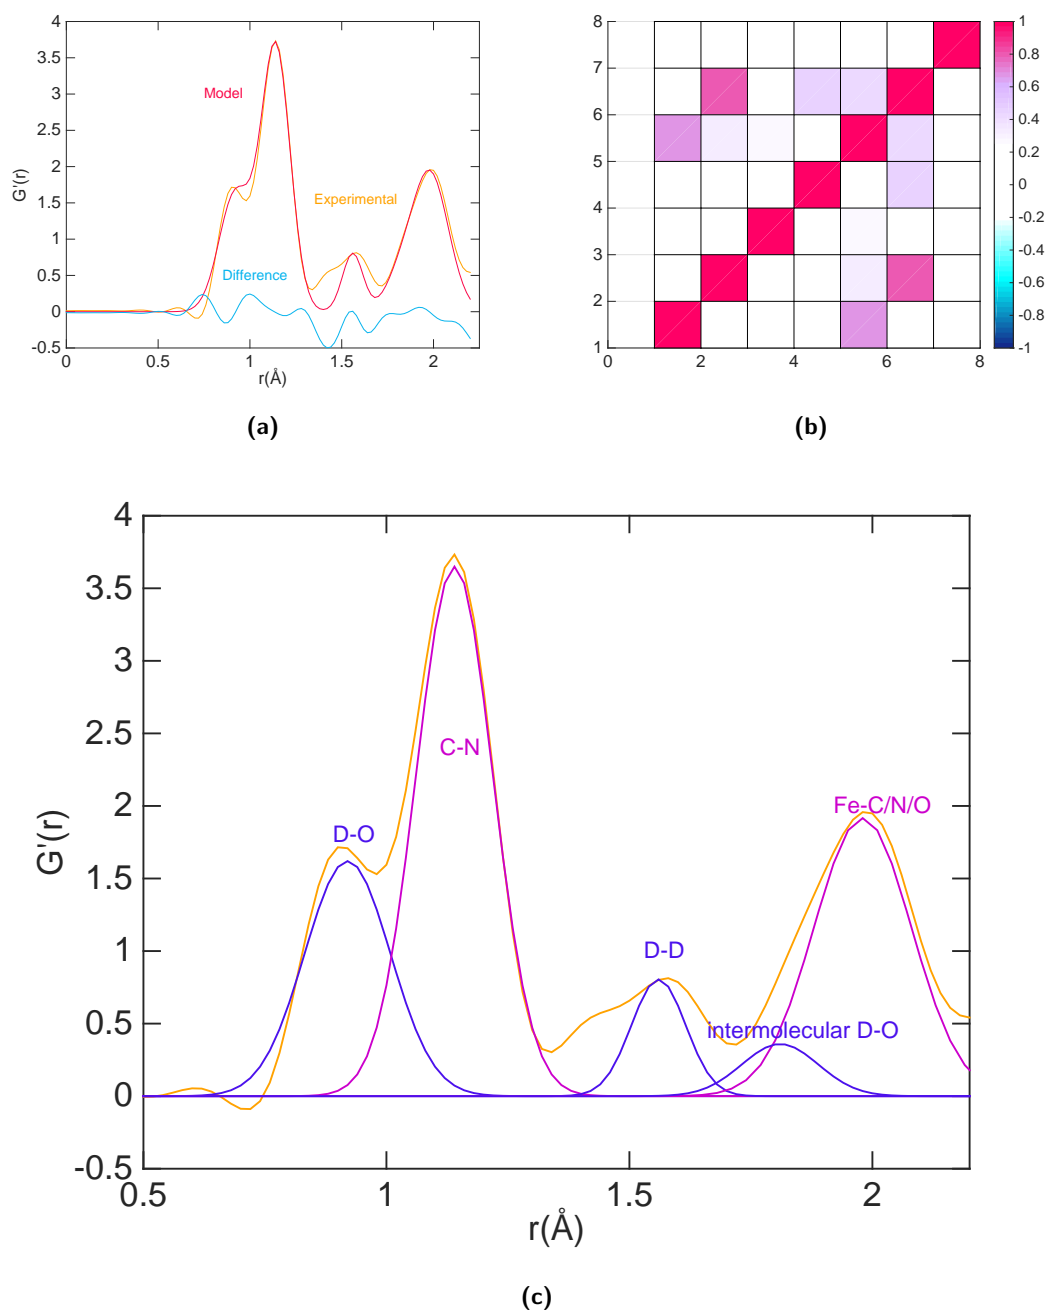 4
3.5
3
2.5
2
1.5
1
0.5
0
-0.5
G'(r)
Model
Experimental
Difference
0 0.5 1 1.5 2
r(Å)
(a)
8
7
6
5
4
3
2
1
0 2 4 6 8
1
0.8
0.6
0.4
0.2
0
-0.2
-0.4
-0.6
-0.8
-1
(b)
4
3.5
3
2.5
2
1.5
1
0.5
0
-0.5
G'(r)
C-N
Fe-C/N/O
D-O
D-D
intermolecular D-O
0.5 1 1.5 2
r(Å)
(c)